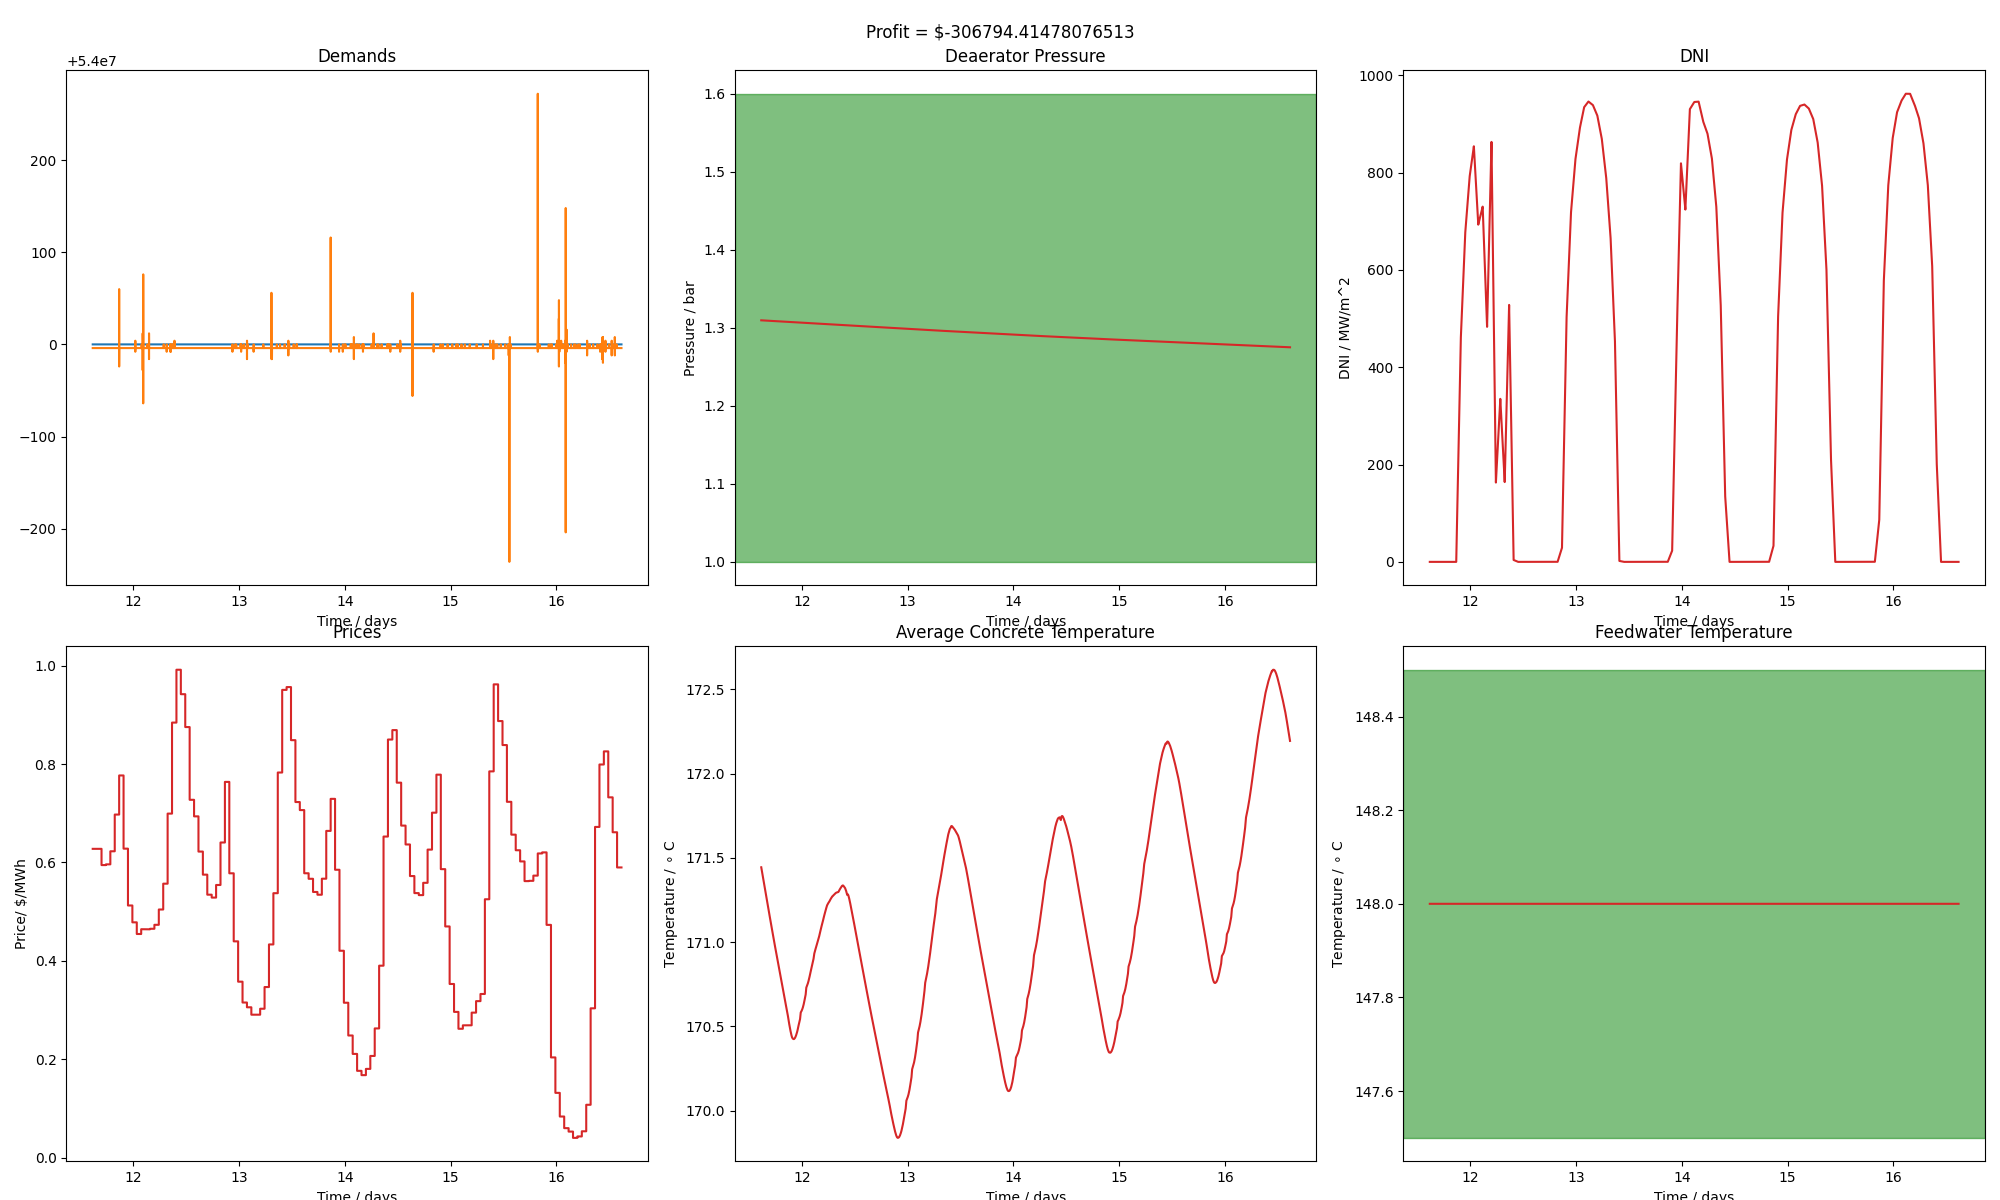 Profit = $-306794.41478076513
Demands
+5.4e7
200
100
0
−100
−200
12 13 14 15 16
Time / days
Deaerator Pressure
Pressure / bar
1.6
1.5
1.4
1.3
1.2
1.1
1.0
12 13 14 15 16
Time / days
DNI
DNI / MW/m^2
1000
800
600
400
200
0
12 13 14 15 16
Time / days
Prices
Price/ $/MWh
1.0
0.8
0.6
0.4
0.2
0.0
12 13 14 15 16
Time / days
Average Concrete Temperature
Temperature / ∘ C
172.5
172.0
171.5
171.0
170.5
170.0
12 13 14 15 16
Time / days
Feedwater Temperature
Temperature / ∘ C
148.4
148.2
148.0
147.8
147.6
12 13 14 15 16
Time / days